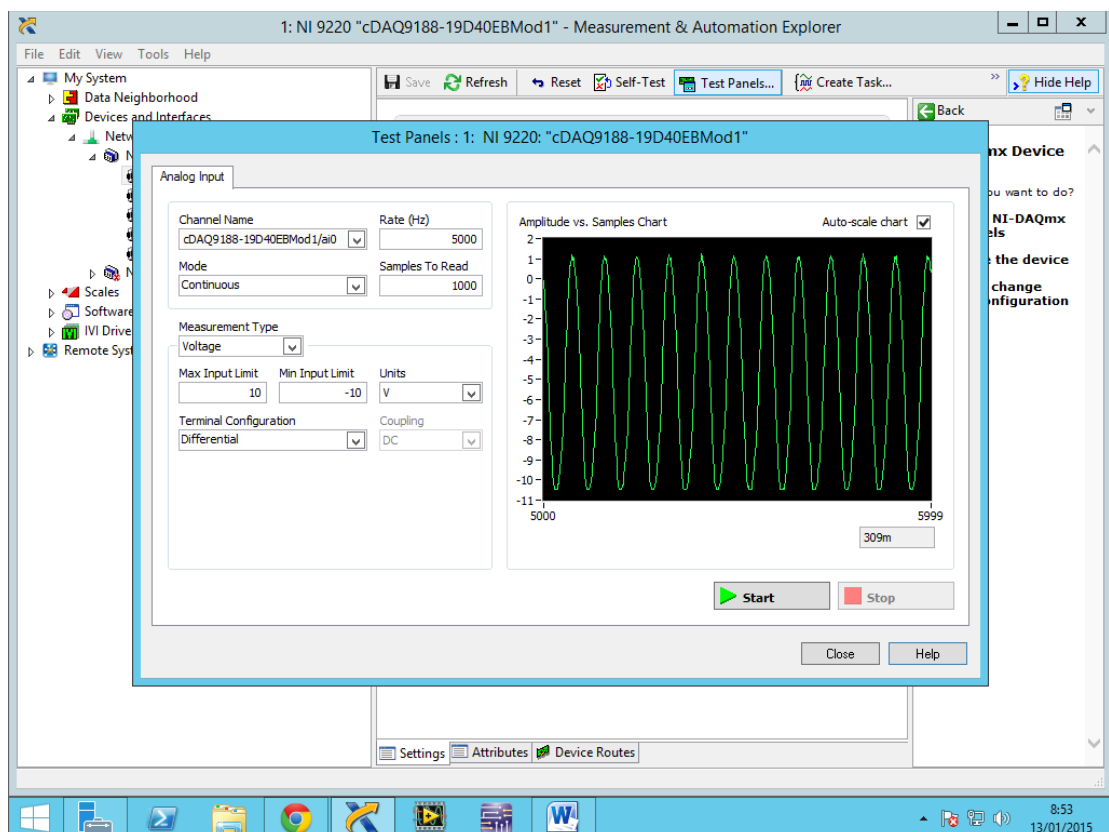 1: NI 9220 "cDAQ9188-19D40EBMod1" - Measurement & Automation Explorer
File Edit View Tools Help
My System
Data Neighborhood
Devices and Interfaces
Netw
N
N
Scales
Software
IVI Drive
Remote Syst
Save Refresh Reset Self-Test Test Panels... Create Task... » Hide Help
Back
mx Device
ou want to do?
NI-DAQmx
els
the device
change
nfiguration
Test Panels : 1: NI 9220: "cDAQ9188-19D40EBMod1"
Analog Input
Channel Name Rate (Hz)
cDAQ9188-19D40EBMod1/ai0 5000
Mode Samples To Read
Continuous 1000
Measurement Type
Voltage
Max Input Limit Min Input Limit Units
10 -10 V
Terminal Configuration Coupling
Differential DC
Amplitude vs. Samples Chart Auto-scale chart
2
1
0
-1
-2
-3
-4
-5
-6
-7
-8
-9
-10
-11
5000 5999
309m
Start Stop
Close Help
Settings Attributes Device Routes
8:53
13/01/2015